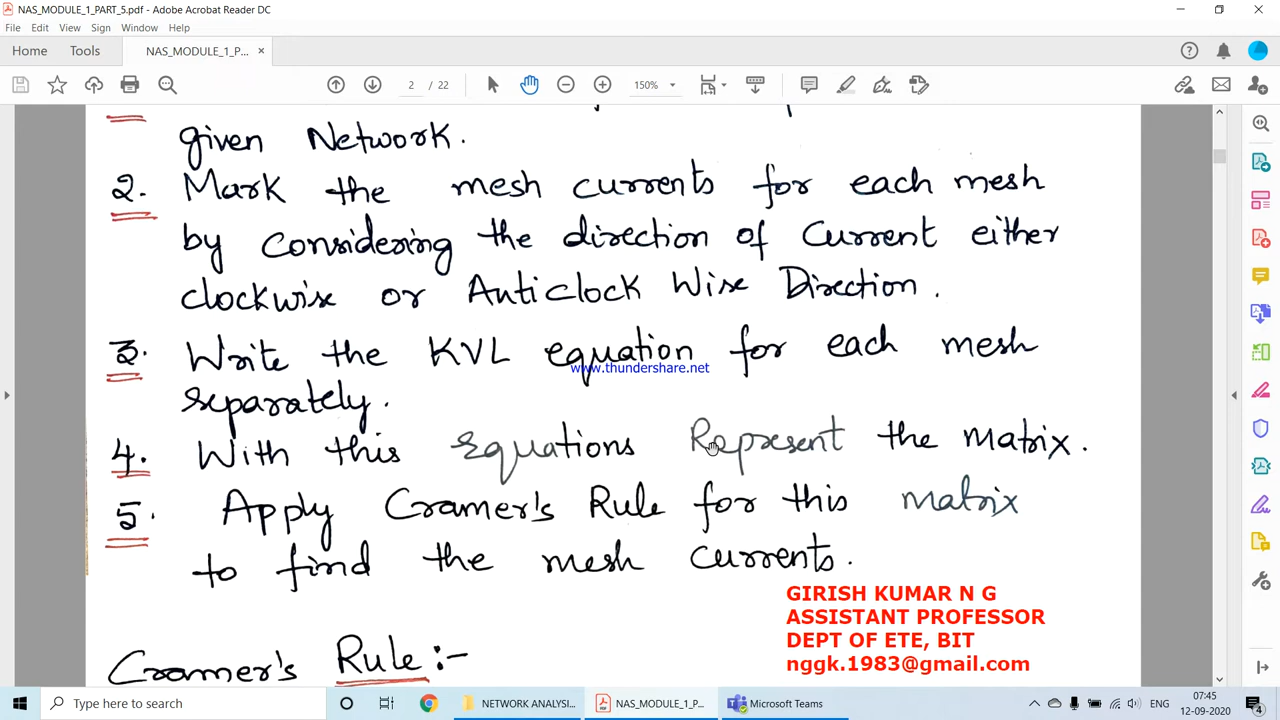 NAS_MODULE_1_PART_5.pdf - Adobe Acrobat Reader DC
File Edit View Sign Window Help
Home Tools NAS_MODULE_1_P... ×
2 / 22 150%
given Network.
2. Mark the mesh currents for each mesh
by considering the direction of Current either
clockwise or Anticlock Wise Direction.
3. Write the KVL equation for each mesh
www.thundershare.net
separately.
4. With this equations Represent the Matrix.
5. Apply Cramer's Rule for this matrix
to find the mesh currents.
GIRISH KUMAR N G
ASSISTANT PROFESSOR
DEPT OF ETE, BIT
nggk.1983@gmail.com
Cramer's Rule:-
Type here to search
NETWORK ANALYSI... NAS_MODULE_1_P... Microsoft Teams
ENG 07:45
12-09-2020 4